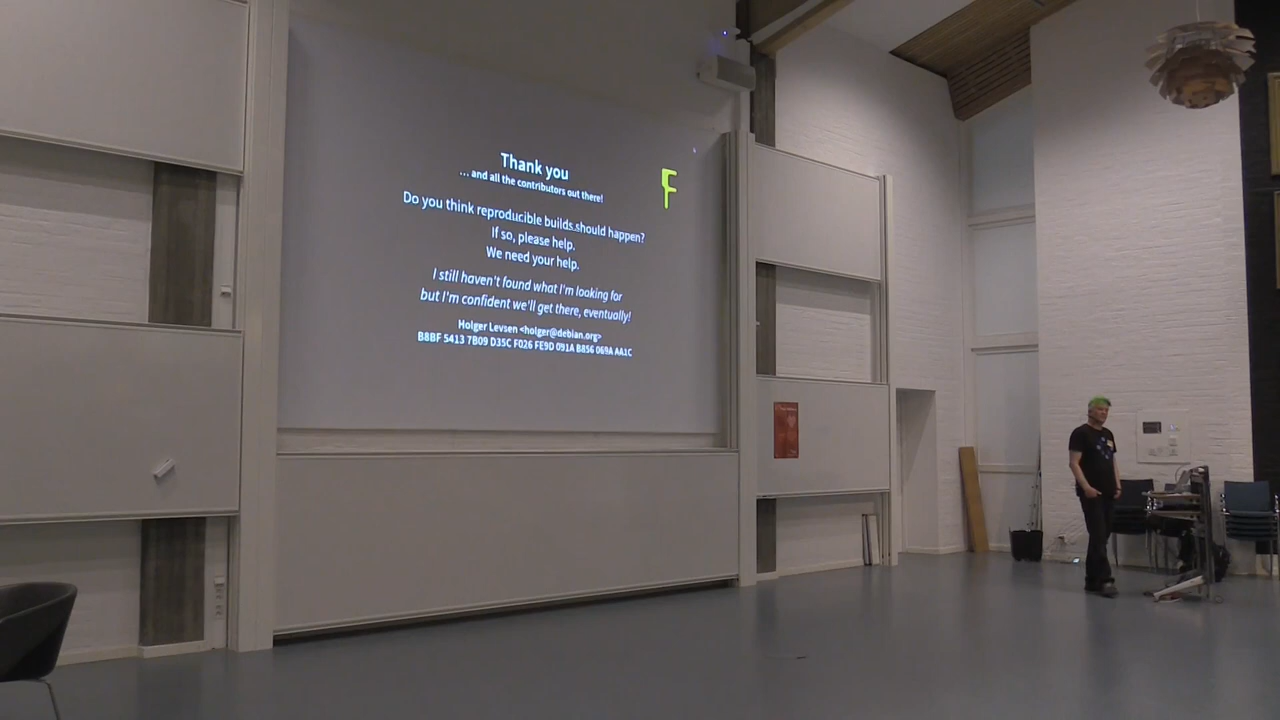 Thank you
... and all the contributors out there!
Do you think reproducible builds should happen?
If so, please help.
We need your help.
I still haven't found what I'm looking for
but I'm confident we'll get there, eventually!
Holger Levsen <holger@debian.org>
B8BF 5413 7B09 D35C F026 FE9D 091A B856 069A AA1C